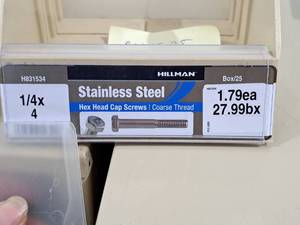 HILLMAN
H831534
Box/25
Stainless Steel
Hex Head Cap Screws | Coarse Thread
1/4x
4
1.79ea
27.99bx